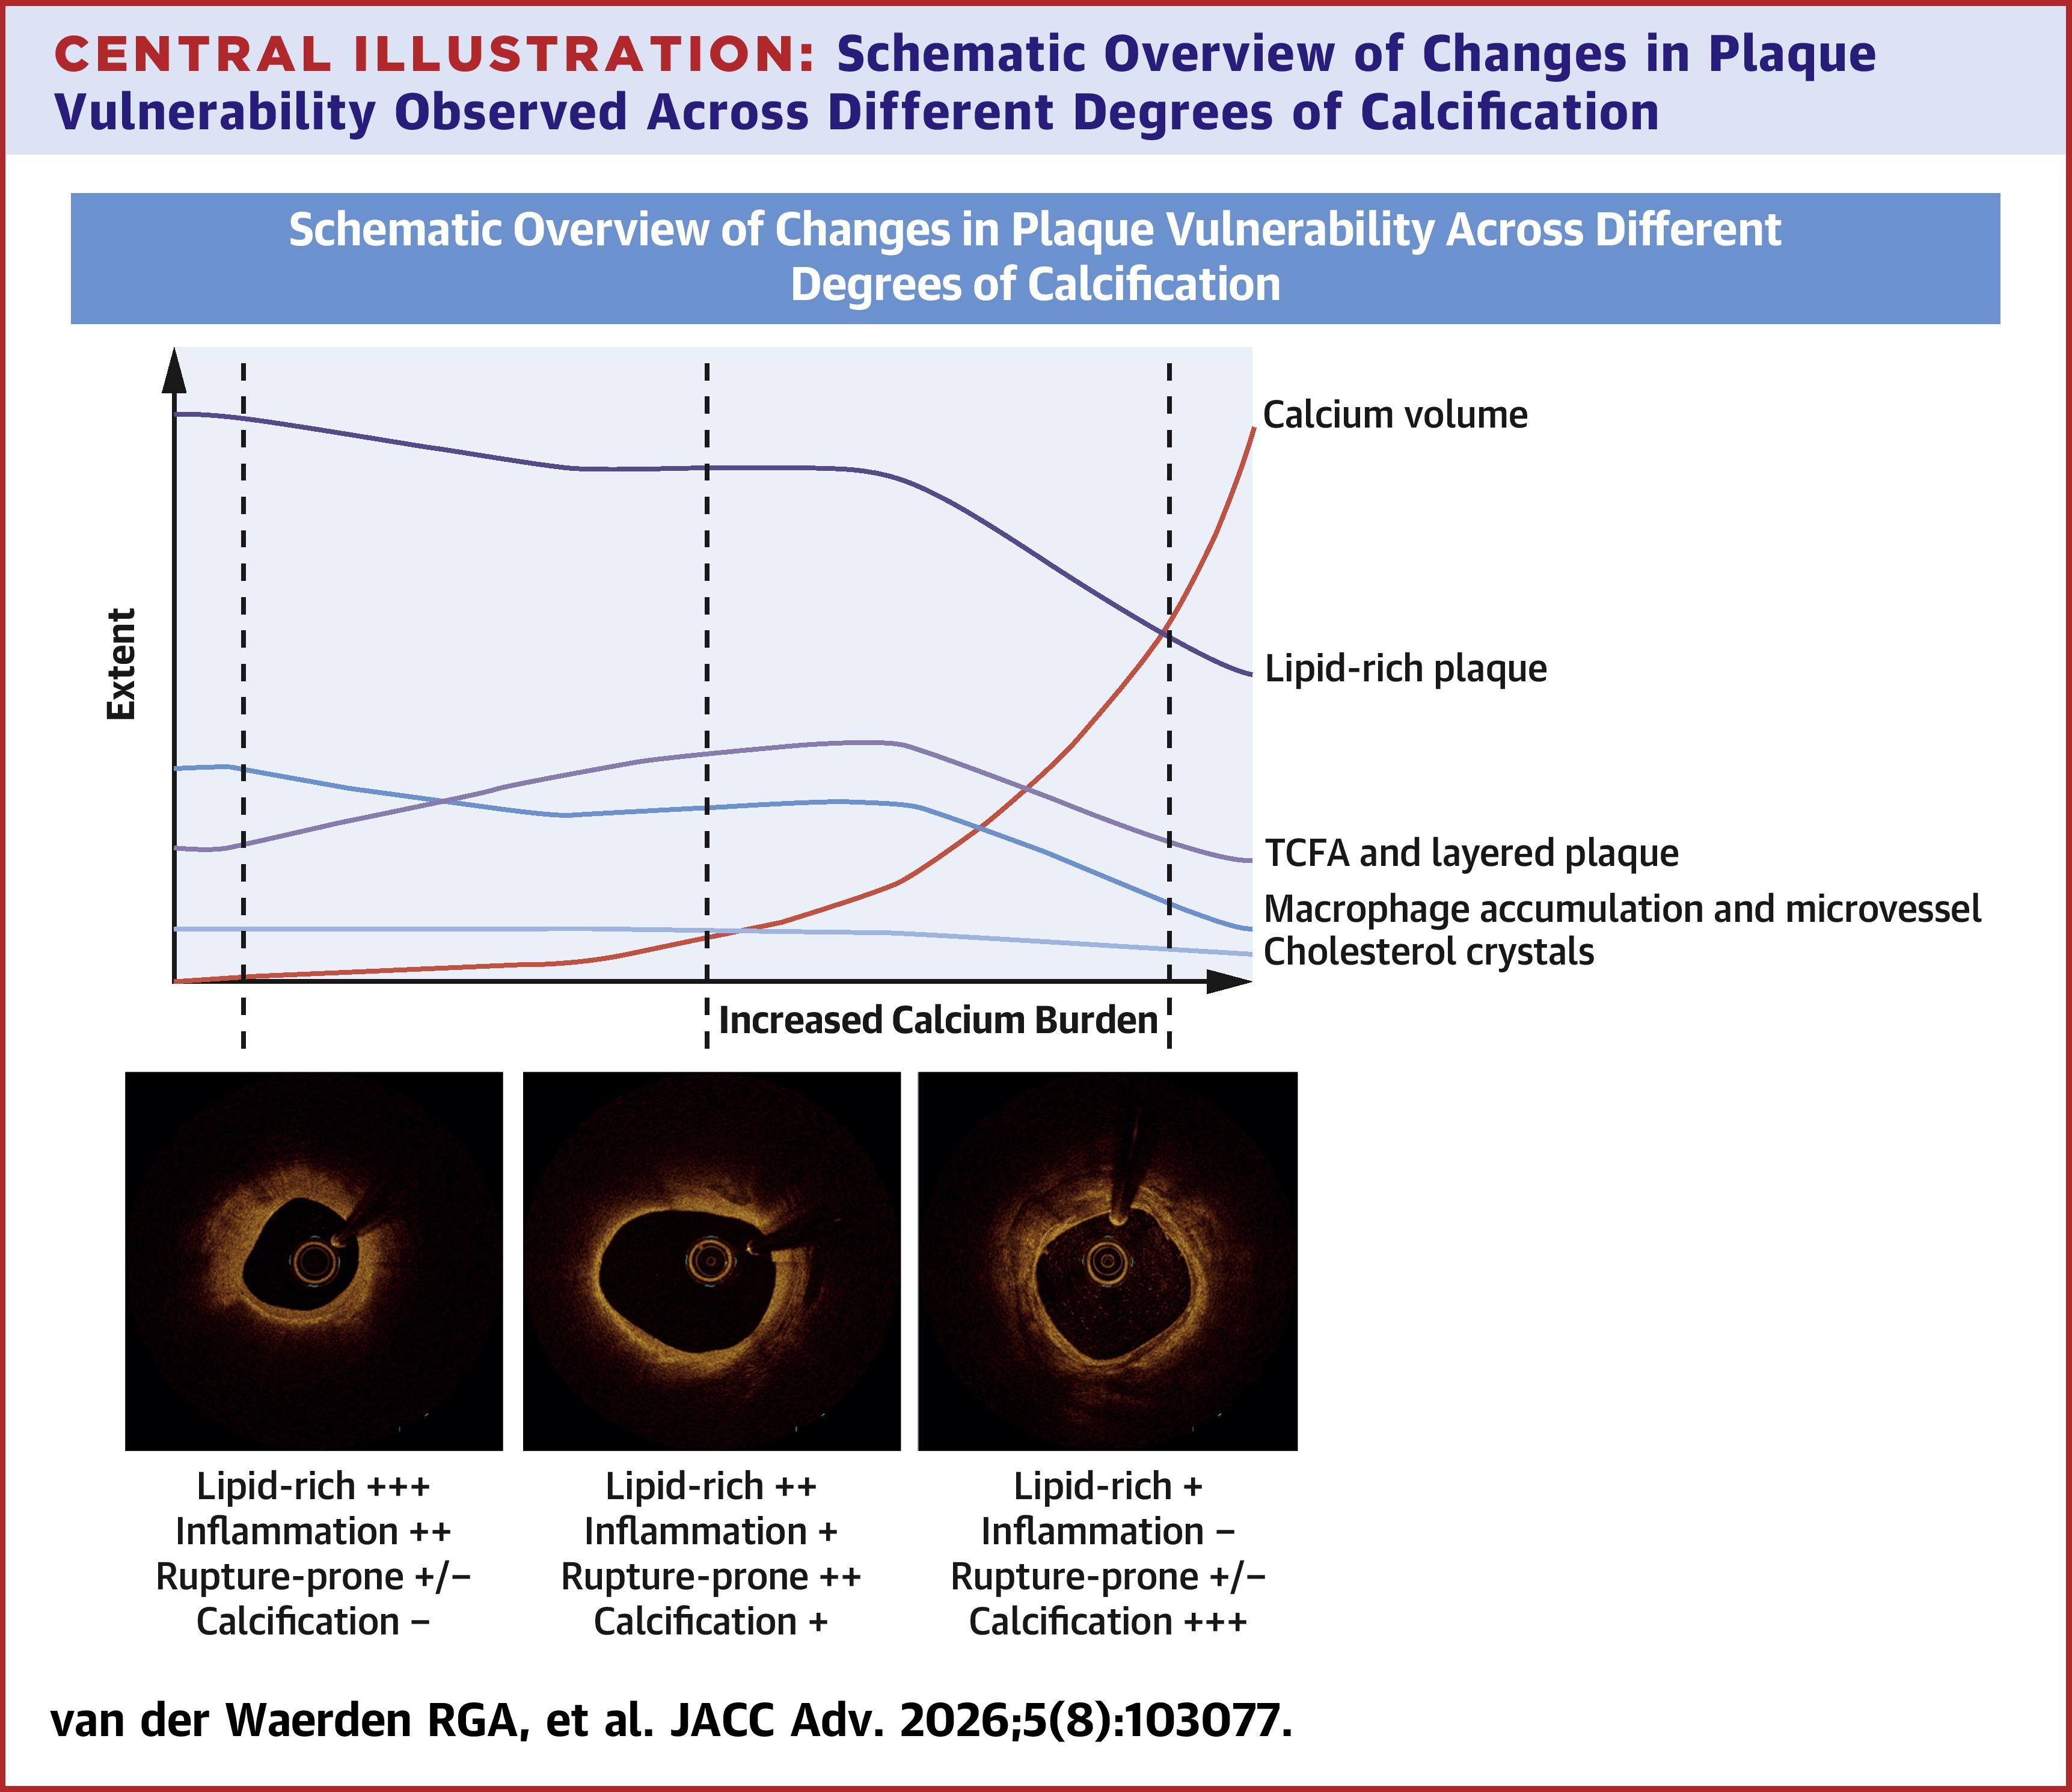 CENTRAL ILLUSTRATION: Schematic Overview of Changes in Plaque
Vulnerability Observed Across Different Degrees of Calcification
Schematic Overview of Changes in Plaque Vulnerability Across Different
Degrees of Calcification
Extent
Calcium volume
Lipid-rich plaque
TCFA and layered plaque
Macrophage accumulation and microvessel
Cholesterol crystals
Increased Calcium Burden
Lipid-rich +++
Inflammation ++
Rupture-prone +/−
Calcification −
Lipid-rich ++
Inflammation +
Rupture-prone ++
Calcification +
Lipid-rich +
Inflammation −
Rupture-prone +/−
Calcification +++
van der Waerden RGA, et al. JACC Adv. 2026;5(8):103077.